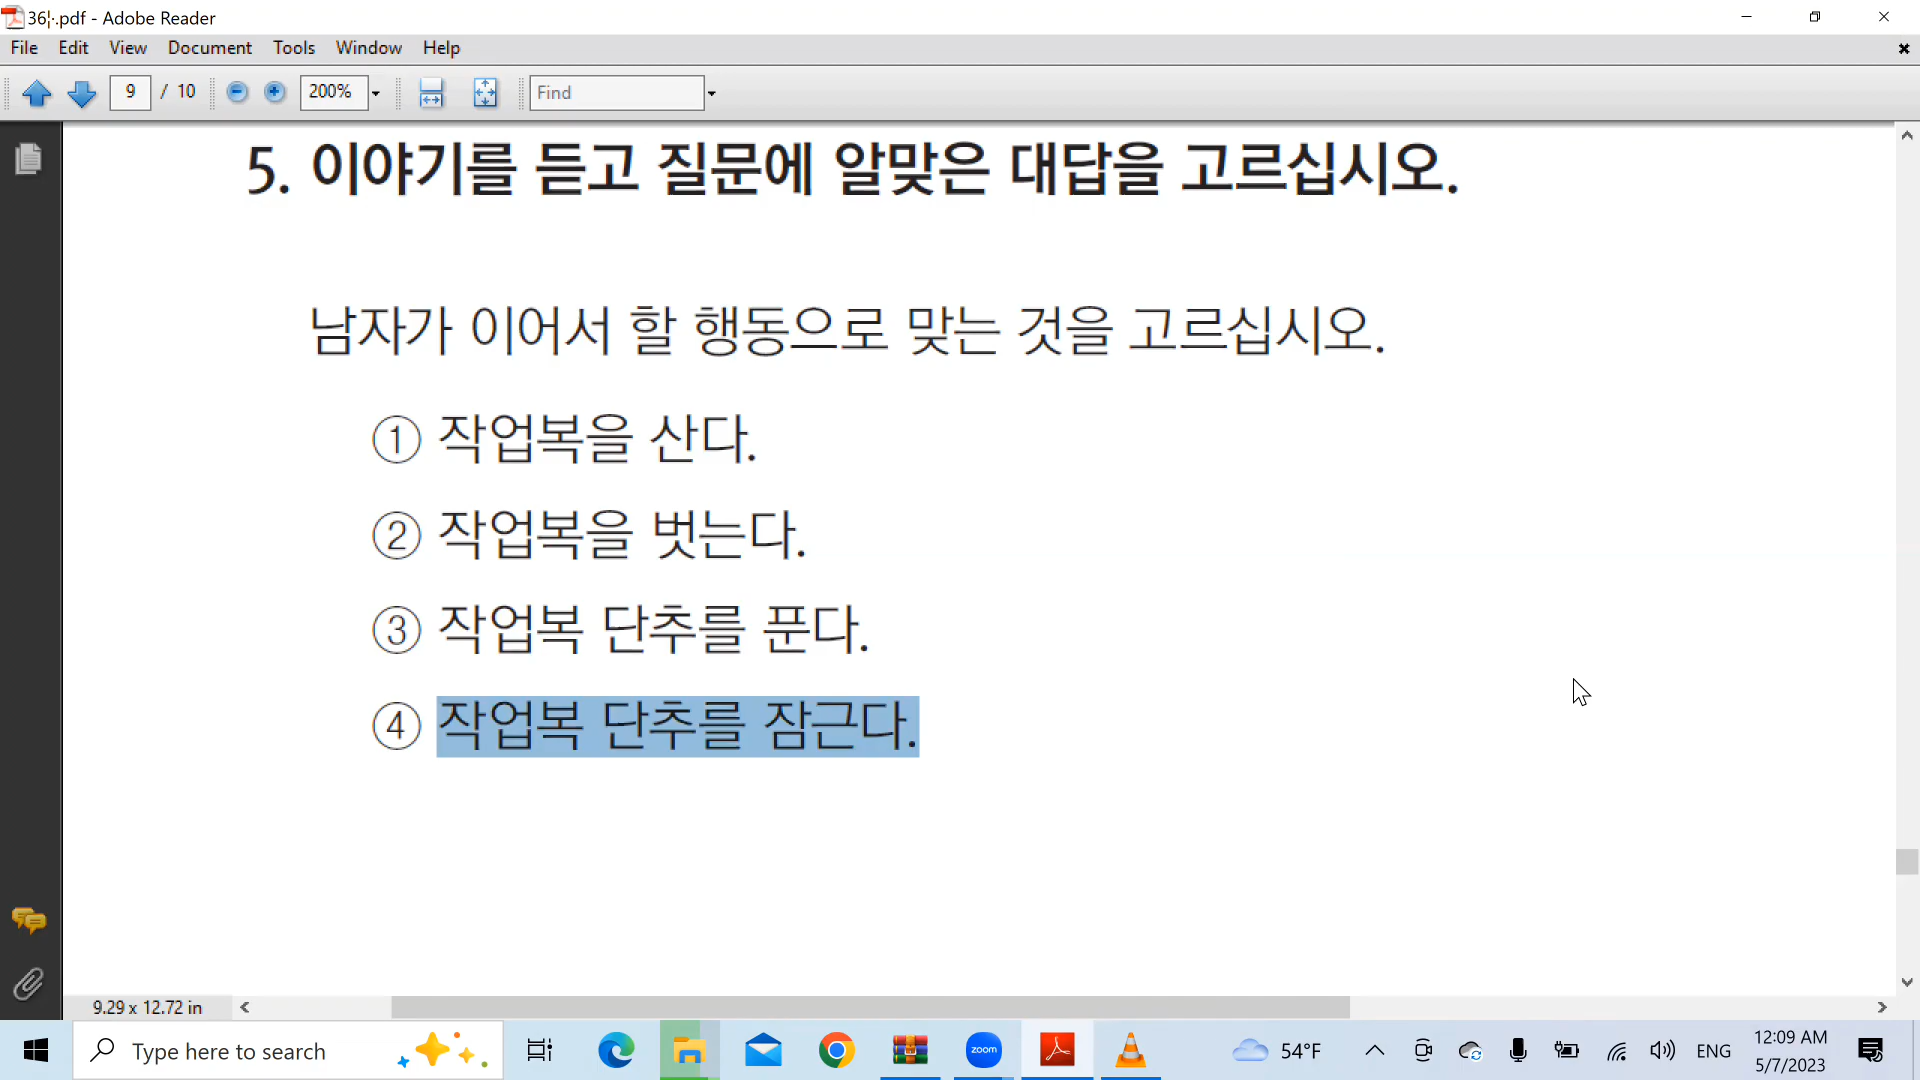 36¦·.pdf - Adobe Reader
File Edit View Document Tools Window Help
9 / 10 200% Find
5. 이야기를 듣고 질문에 알맞은 대답을 고르십시오.
남자가 이어서 할 행동으로 맞는 것을 고르십시오.
① 작업복을 산다.
② 작업복을 벗는다.
③ 작업복 단추를 푼다.
④ 작업복 단추를 잠근다.
9.29 x 12.72 in
Type here to search zoom 54°F ENG 12:09 AM
5/7/2023